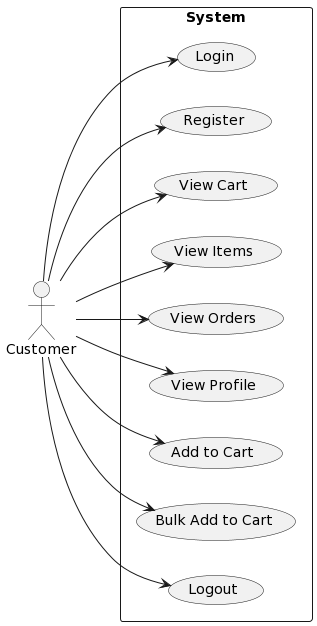 System
Login
Register
View Cart
View Items
View Orders
Customer
View Profile
Add to Cart
Bulk Add to Cart
Logout